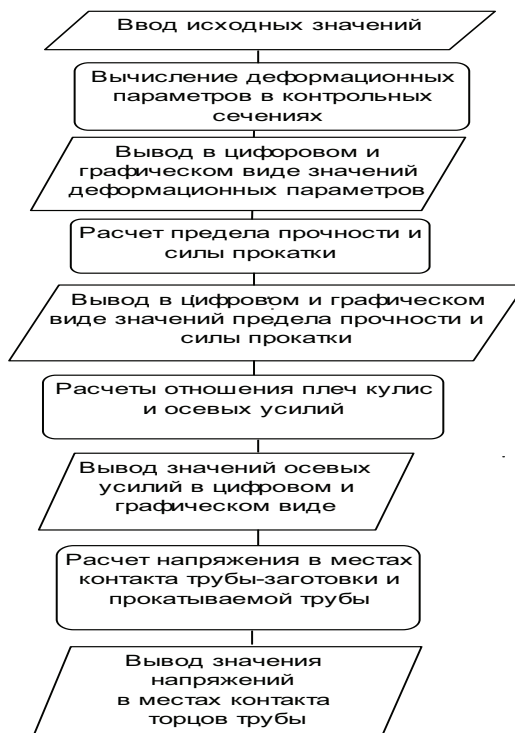 Ввод исходных значений
Вычисление деформационных
параметров в контрольных
сечениях
Вывод в цифоровом и
графическом виде значений
деформационных параметров
Расчет предела прочности и
силы прокатки
Вывод в цифровом и графическом
виде значений предела прочности и
силы прокатки
Расчеты отношения плеч кулис
и осевых усилий
Вывод значений осевых
усилий в цифровом и
графическом виде
Расчет напряжения в местах
контакта трубы-заготовки и
прокатываемой трубы
Вывод значения
напряжений
в местах контакта
торцов трубы